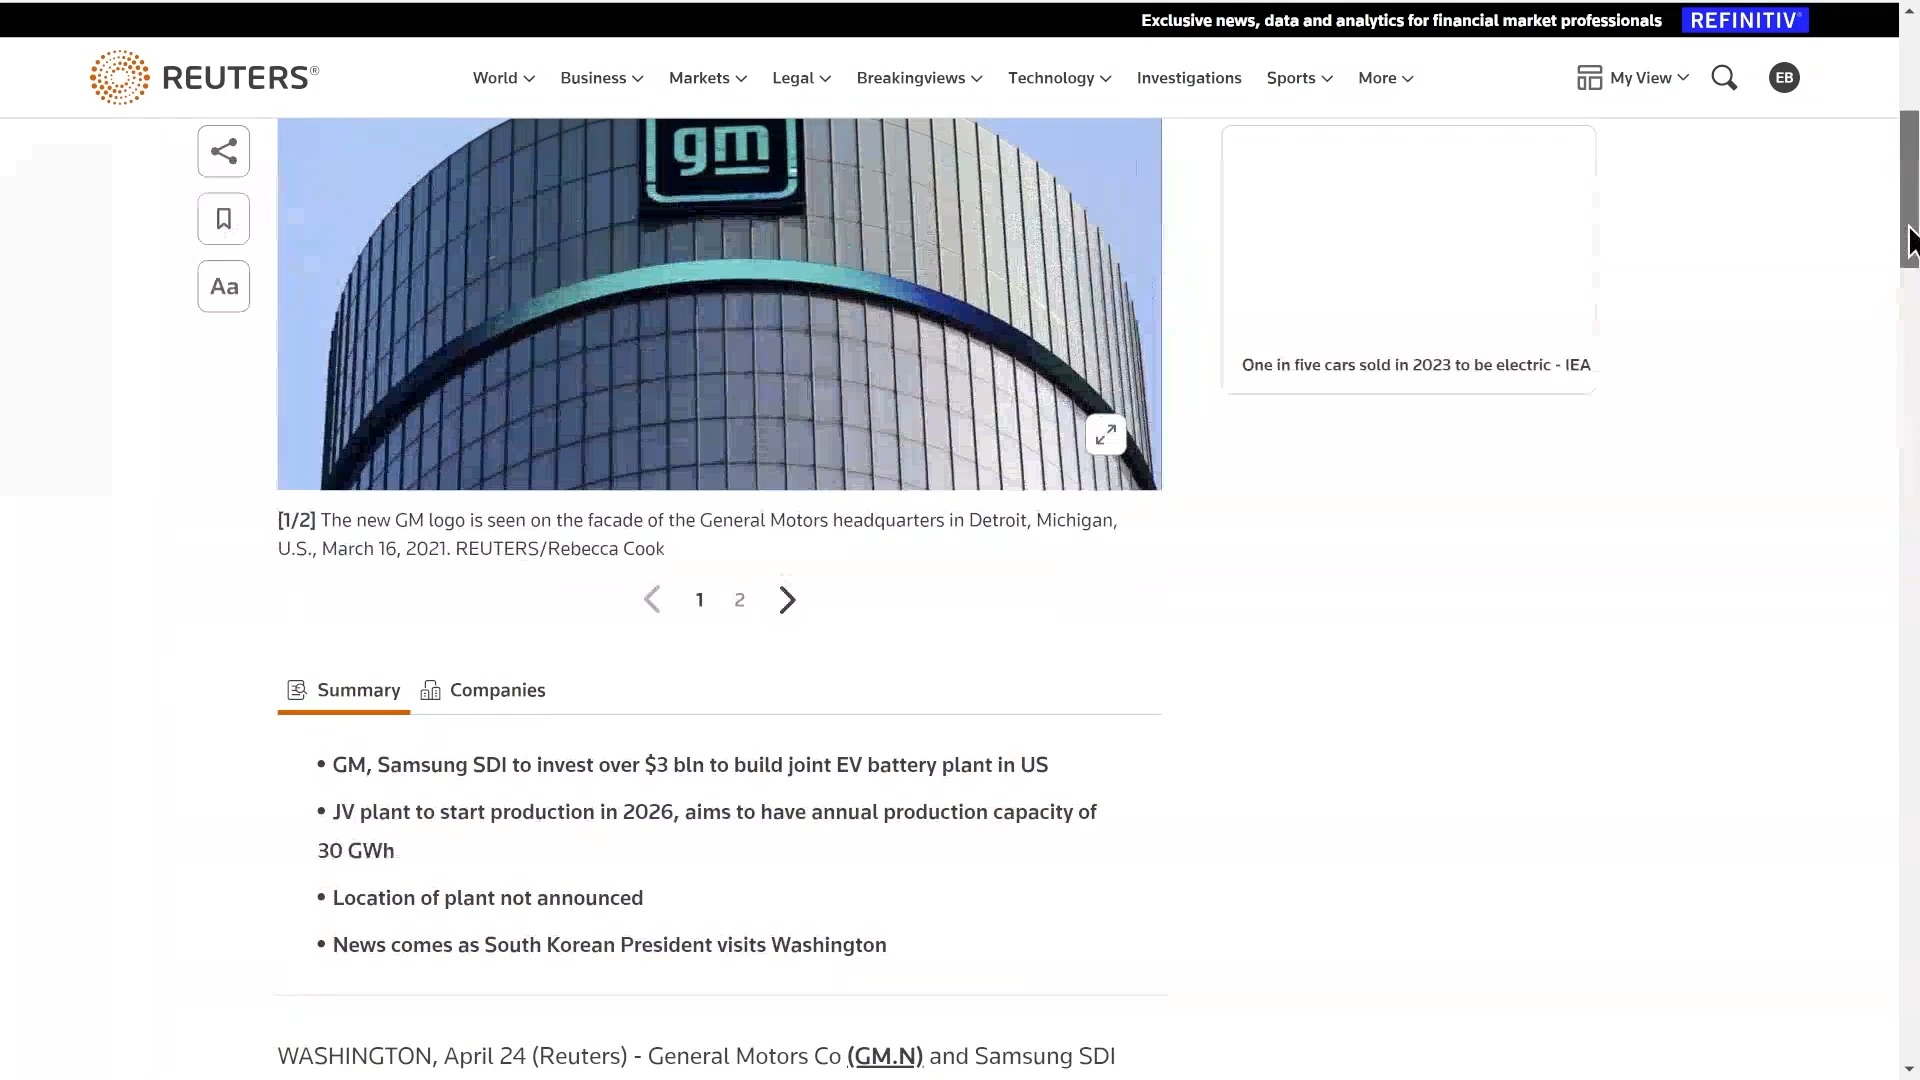 Exclusive news, data and analytics for financial market professionals REFINITIV
REUTERS®
World Business Markets Legal Breakingviews Technology Investigations Sports More
My View
EB
gm
Aa
One in five cars sold in 2023 to be electric - IEA
[1/2] The new GM logo is seen on the facade of the General Motors headquarters in Detroit, Michigan,
U.S., March 16, 2021. REUTERS/Rebecca Cook
1 2
Summary Companies
• GM, Samsung SDI to invest over $3 bln to build joint EV battery plant in US
• JV plant to start production in 2026, aims to have annual production capacity of
30 GWh
• Location of plant not announced
• News comes as South Korean President visits Washington
WASHINGTON, April 24 (Reuters) - General Motors Co (GM.N) and Samsung SDI